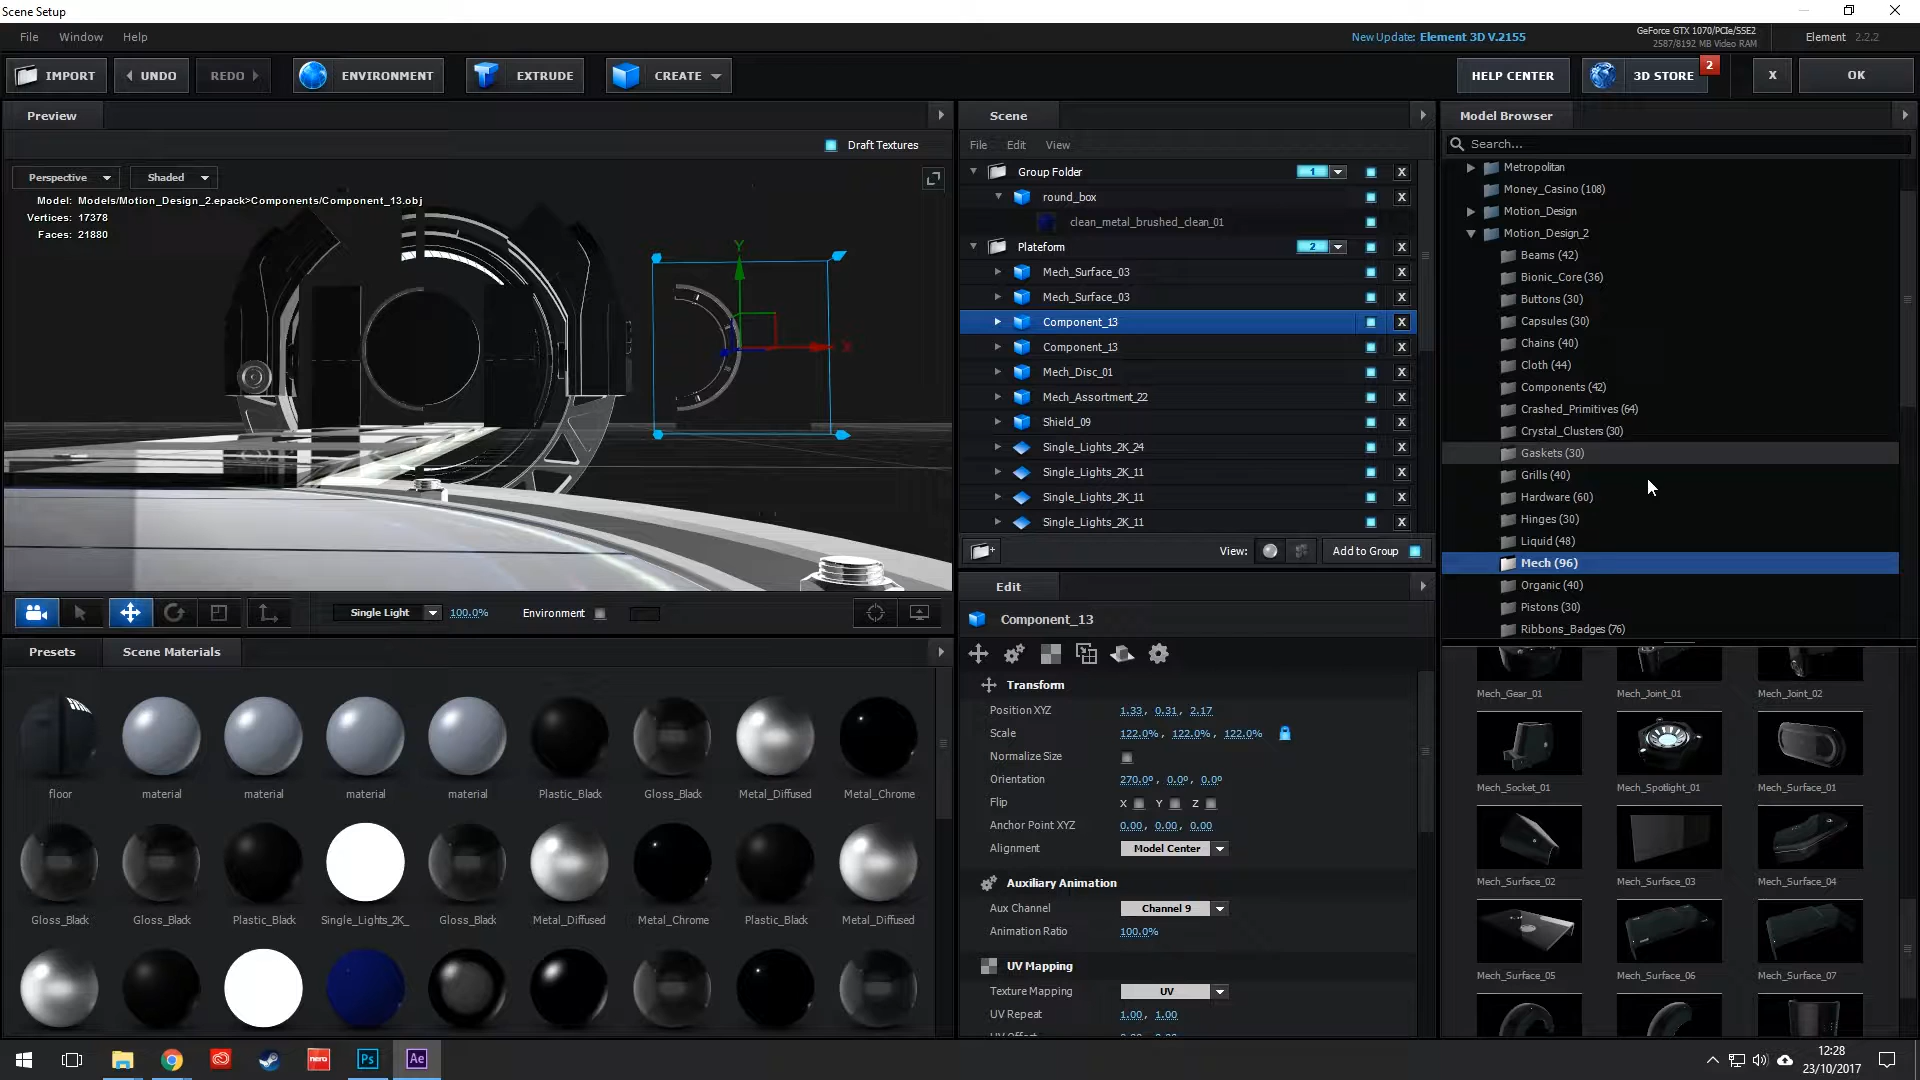 Scene Setup
File Window Help
New Update: Element 3D V.2155
GeForce GTX 1070/PCIe/SSE2
2587/8192 MB Video RAM
Element 2.2.2
IMPORT UNDO REDO ENVIRONMENT EXTRUDE CREATE HELP CENTER 3D STORE 2 X OK
Preview
Draft Textures
Perspective Shaded
Model: Models/Motion_Design_2.epack>Components/Component_13.obj
Vertices: 17378
Faces: 21880
Y
X
Single Light 100.0% Environment
Presets Scene Materials
floor material material material material Plastic_Black Gloss_Black Metal_Diffused Metal_Chrome
Gloss_Black Gloss_Black Plastic_Black Single_Lights_2K_ Gloss_Black Metal_Diffused Metal_Chrome Plastic_Black Metal_Diffused
Scene
File Edit View
Group Folder 1 X
round_box X
clean_metal_brushed_clean_01
Plateform 2 X
Mech_Surface_03 X
Mech_Surface_03 X
Component_13 X
Component_13 X
Mech_Disc_01 X
Mech_Assortment_22 X
Shield_09 X
Single_Lights_2K_24 X
Single_Lights_2K_11 X
Single_Lights_2K_11 X
Single_Lights_2K_11 X
View: Add to Group
Edit
Component_13
Transform
Position XYZ 1.33, 0.31, 2.17
Scale 122.0%, 122.0%, 122.0%
Normalize Size
Orientation 270.0°, 0.0°, 0.0°
Flip X Y Z
Anchor Point XYZ 0.00, 0.00, 0.00
Alignment Model Center
Auxiliary Animation
Aux Channel Channel 9
Animation Ratio 100.0%
UV Mapping
Texture Mapping UV
UV Repeat 1.00, 1.00
Model Browser
Search...
Metropolitan
Money_Casino (108)
Motion_Design
Motion_Design_2
Beams (42)
Bionic_Core (36)
Buttons (30)
Capsules (30)
Chains (40)
Cloth (44)
Components (42)
Crashed_Primitives (64)
Crystal_Clusters (30)
Gaskets (30)
Grills (40)
Hardware (60)
Hinges (30)
Liquid (48)
Mech (96)
Organic (40)
Pistons (30)
Ribbons_Badges (76)
Mech_Gear_01 Mech_Joint_01 Mech_Joint_02
Mech_Socket_01 Mech_Spotlight_01 Mech_Surface_01
Mech_Surface_02 Mech_Surface_03 Mech_Surface_04
Mech_Surface_05 Mech_Surface_06 Mech_Surface_07
nero Ps Ae
12:28
23/10/2017